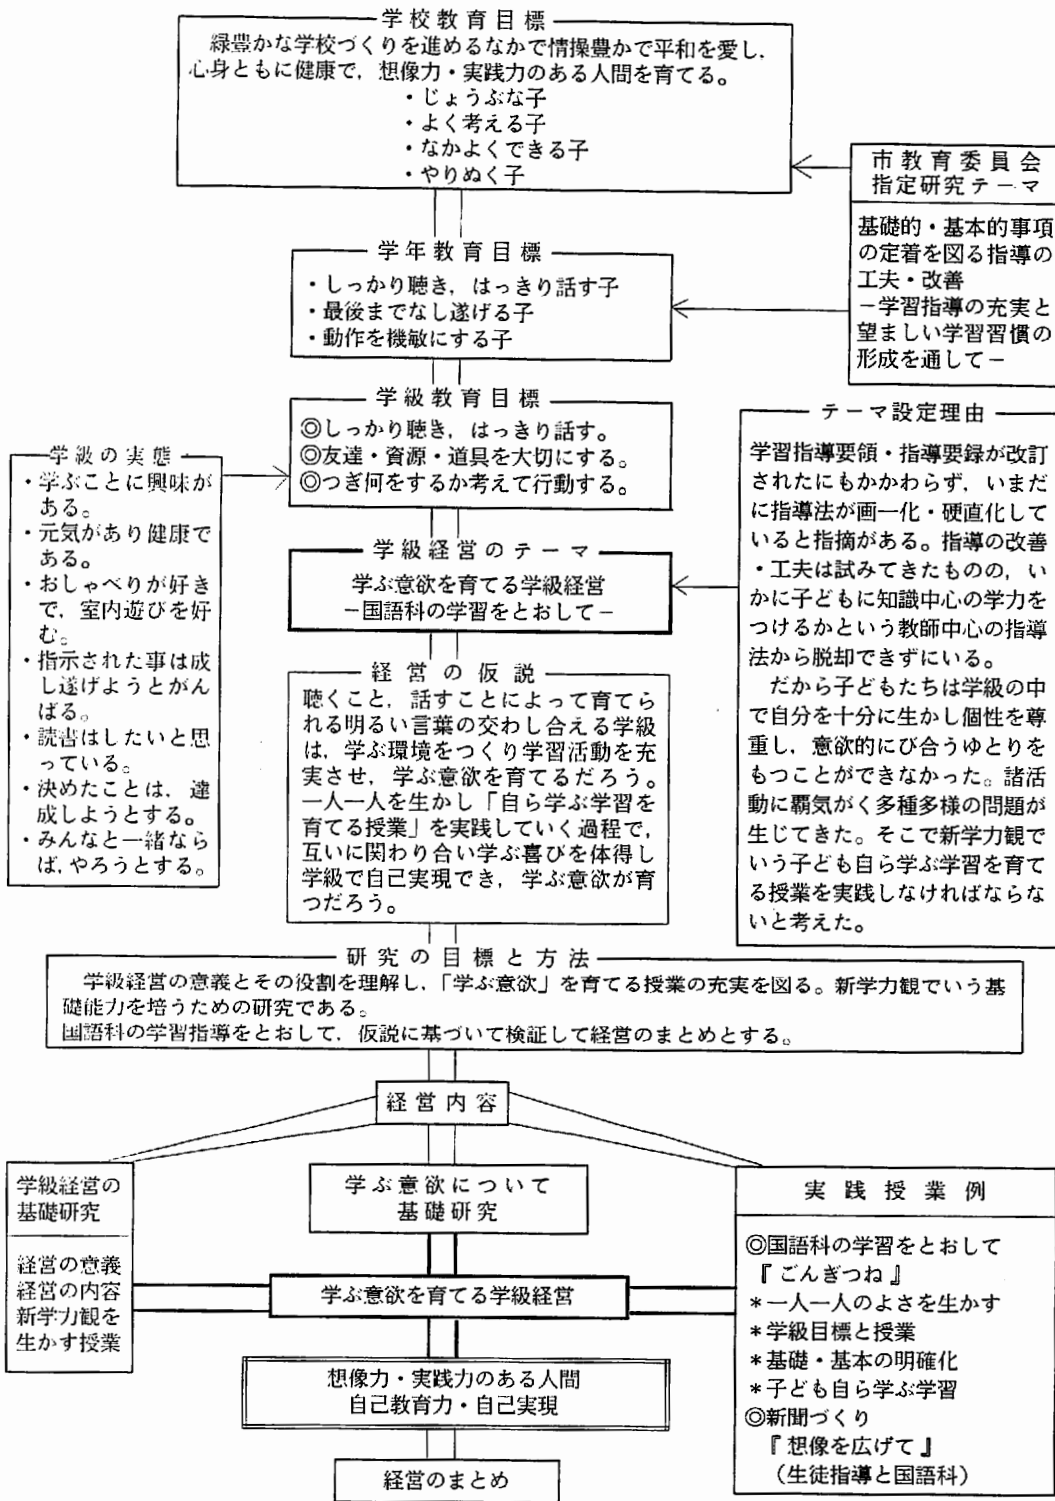 学校教育目標
緑豊かな学校づくりを進めるなかで情操豊かで平和を愛し,
心身ともに健康で,想像力・実践力のある人間を育てる。
・じょうぶな子
・よく考える子
・なかよくできる子
・やりぬく子
市教育委員会
指定研究テーマ
基礎的・基本的事項
の定着を図る指導の
工夫・改善
−学習指導の充実と
望ましい学習習慣の
形成を通して−
学年教育目標
・しっかり聴き,はっきり話す子
・最後までなし遂げる子
・動作を機敏にする子
学級教育目標
◎しっかり聴き,はっきり話す。
◎友達・資源・道具を大切にする。
◎つぎ何をするか考えて行動する。
学級の実態
・学ぶことに興味が
ある。
・元気があり健康で
ある。
・おしゃべりが好き
で,室内遊びを好
む。
・指示された事は成
し遂げようとがん
ばる。
・読書はしたいと思
っている。
・決めたことは,達
成しようとする。
・みんなと一緒なら
ば,やろうとする。
テーマ設定理由
学習指導要領・指導要録が改訂
されたにもかかわらず,いまだ
に指導法が画一化・硬直化して
いると指摘がある。指導の改善
・工夫は試みてきたものの,い
かに子どもに知識中心の学力を
つけるかという教師中心の指導
法から脱却できずにいる。
だから子どもたちは学級の中
で自分を十分に生かし個性を尊
重し,意欲的にび合うゆとりを
もつことができなかった。諸活
動に覇気がく多種多様の問題が
生じてきた。そこで新学力観で
いう子ども自ら学ぶ学習を育て
る授業を実践しなければならな
いと考えた。
学級経営のテーマ
学ぶ意欲を育てる学級経営
−国語科の学習をとおして−
経営の仮説
聴くこと,話すことによって育てら
れる明るい言葉の交わし合える学級
は,学ぶ環境をつくり学習活動を充
実させ,学ぶ意欲を育てるだろう。
一人一人を生かし「自ら学ぶ学習を
育てる授業」を実践していく過程で,
互いに関わり合い学ぶ喜びを体得し
学級で自己実現でき,学ぶ意欲が育
つだろう。
研究の目標と方法
学級経営の意義とその役割を理解し,「学ぶ意欲」を育てる授業の充実を図る。新学力観でいう基
礎能力を培うための研究である。
国語科の学習指導をとおして,仮説に基づいて検証して経営のまとめとする。
経営内容
学級経営の
基礎研究
経営の意義
経営の内容
新学力観を
生かす授業
学ぶ意欲について
基礎研究
学ぶ意欲を育てる学級経営
想像力・実践力のある人間
自己教育力・自己実現
経営のまとめ
実践授業例
◎国語科の学習をとおして
『ごんぎつね』
*一人一人のよさを生かす
*学級目標と授業
*基礎・基本の明確化
*子ども自ら学ぶ学習
◎新聞づくり
『想像を広げて』
(生徒指導と国語科)